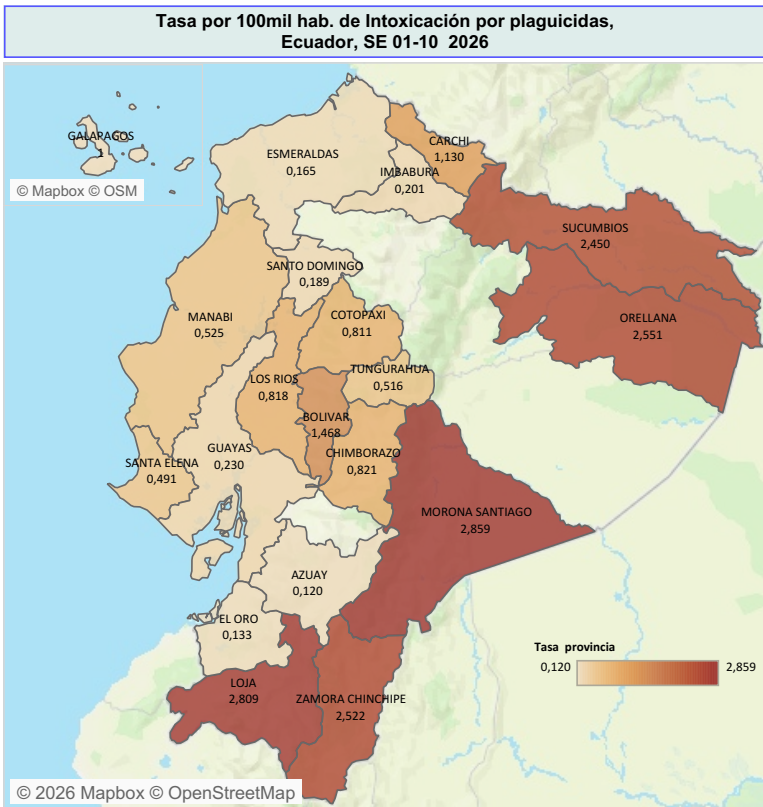 Tasa por 100mil hab. de Intoxicación por plaguicidas,
Ecuador, SE 01-10 2026
GALAPAGOS
1
© Mapbox © OSM
ESMERALDAS
0,165
CARCHI
1,130
IMBABURA
0,201
SUCUMBIOS
2,450
SANTO DOMINGO
0,189
MANABI
0,525
COTOPAXI
0,811
ORELLANA
2,551
TUNGURAHUA
0,516
LOS RIOS
0,818
BOLIVAR
1,468
GUAYAS
0,230
CHIMBORAZO
0,821
SANTA ELENA
0,491
MORONA SANTIAGO
2,859
AZUAY
0,120
EL ORO
0,133
LOJA
2,809
ZAMORA CHINCHIPE
2,522
Tasa provincia
0,120
2,859
© 2026 Mapbox © OpenStreetMap